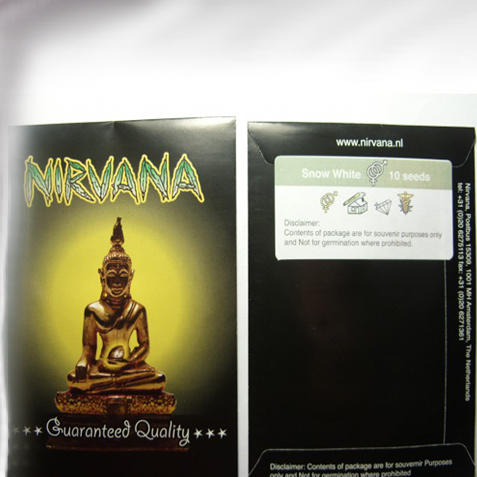 NIRVANA
Guaranteed Quality
www.nirvana.nl
Snow White 10 seeds
Disclaimer:
Contents of package are for souvenir purposes only
and Not for germination where prohibited.
Nirvana, Postbus 15309, 1001 MH Amsterdam, The Netherlands
tel: +31 (0)20 6275113 fax: +31 (0)20 6271361
Disclaimer: Contents of package are for souvenir Purposes
only and Not for germination where prohibited.